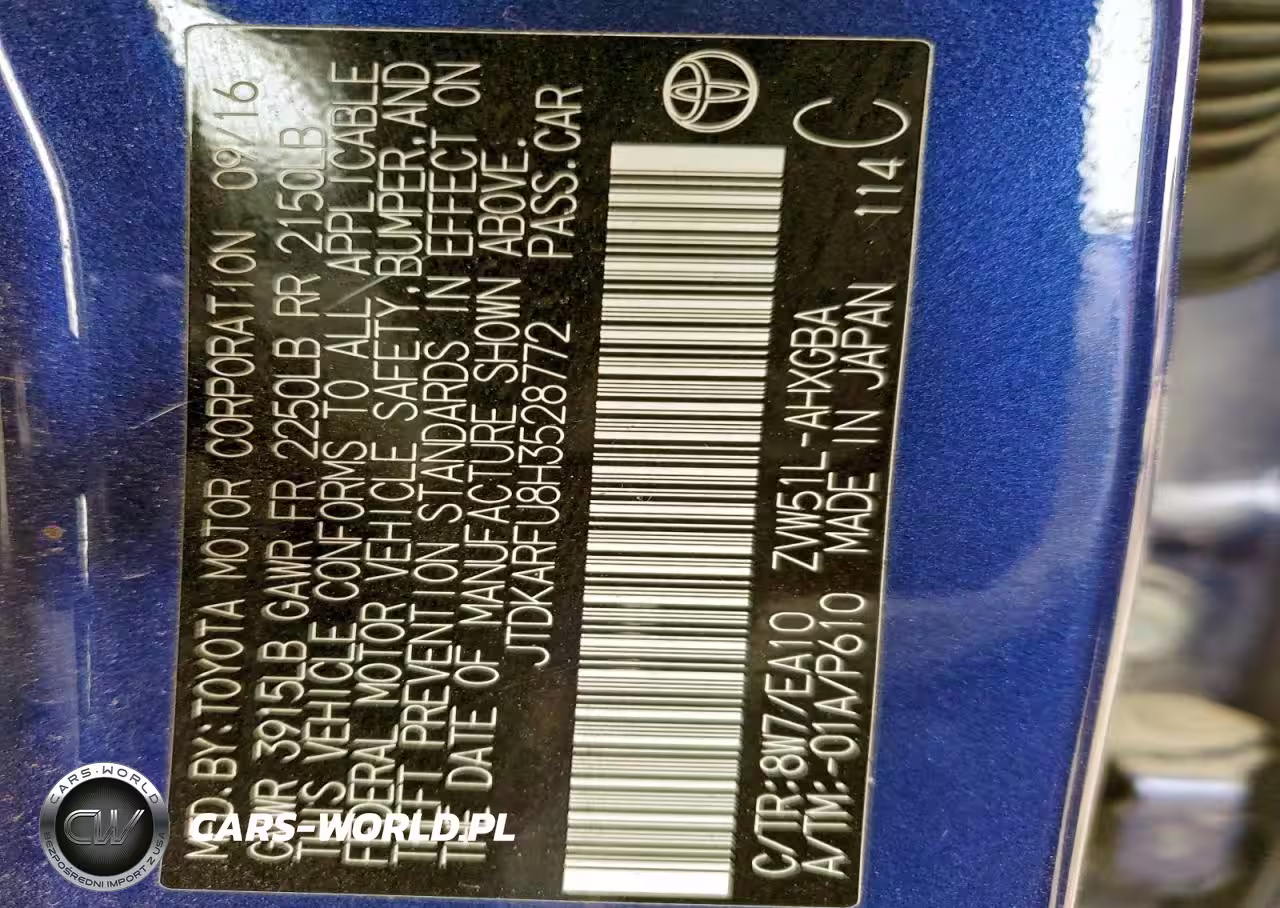 MFD.BY:TOYOTA MOTOR CORPORATION 09/16
GVWR 3915LB GAWR FR 2250LB RR 2150LB
THIS VEHICLE CONFORMS TO ALL APPLICABLE
FEDERAL MOTOR VEHICLE SAFETY,BUMPER,AND
THEFT PREVENTION STANDARDS IN EFFECT ON
THE DATE OF MANUFACTURE SHOWN ABOVE.
JTDKARFU8H3528772 PASS.CAR
C/TR:8W7/EA10 ZVW51L-AHXGBA
A/TM:-01A/P610 MADE IN JAPAN 114
C
CARS-WORLD
CW
BEZPOŚREDNI IMPORT Z USA
CARS-WORLD.PL